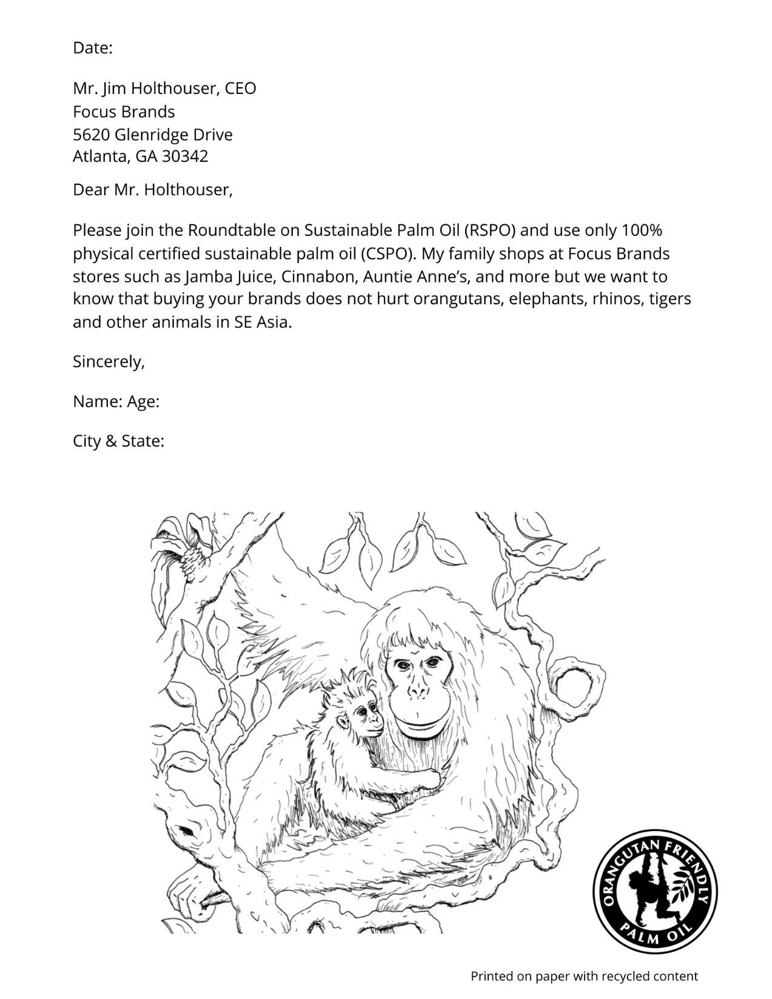 Date:
Mr. Jim Holthouser, CEO
Focus Brands
5620 Glenridge Drive
Atlanta, GA 30342
Dear Mr. Holthouser,
Please join the Roundtable on Sustainable Palm Oil (RSPO) and use only 100%
physical certified sustainable palm oil (CSPO). My family shops at Focus Brands
stores such as Jamba Juice, Cinnabon, Auntie Anne’s, and more but we want to
know that buying your brands does not hurt orangutans, elephants, rhinos, tigers
and other animals in SE Asia.
Sincerely,
Name: Age:
City & State:
ORANGUTAN FRIENDLY
PALM OIL
Printed on paper with recycled content